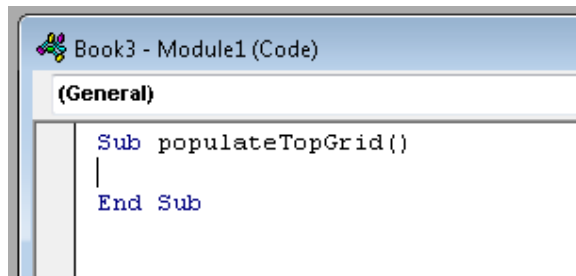 Book3 - Module1 (Code)
(General)
Sub populateTopGrid()
End Sub